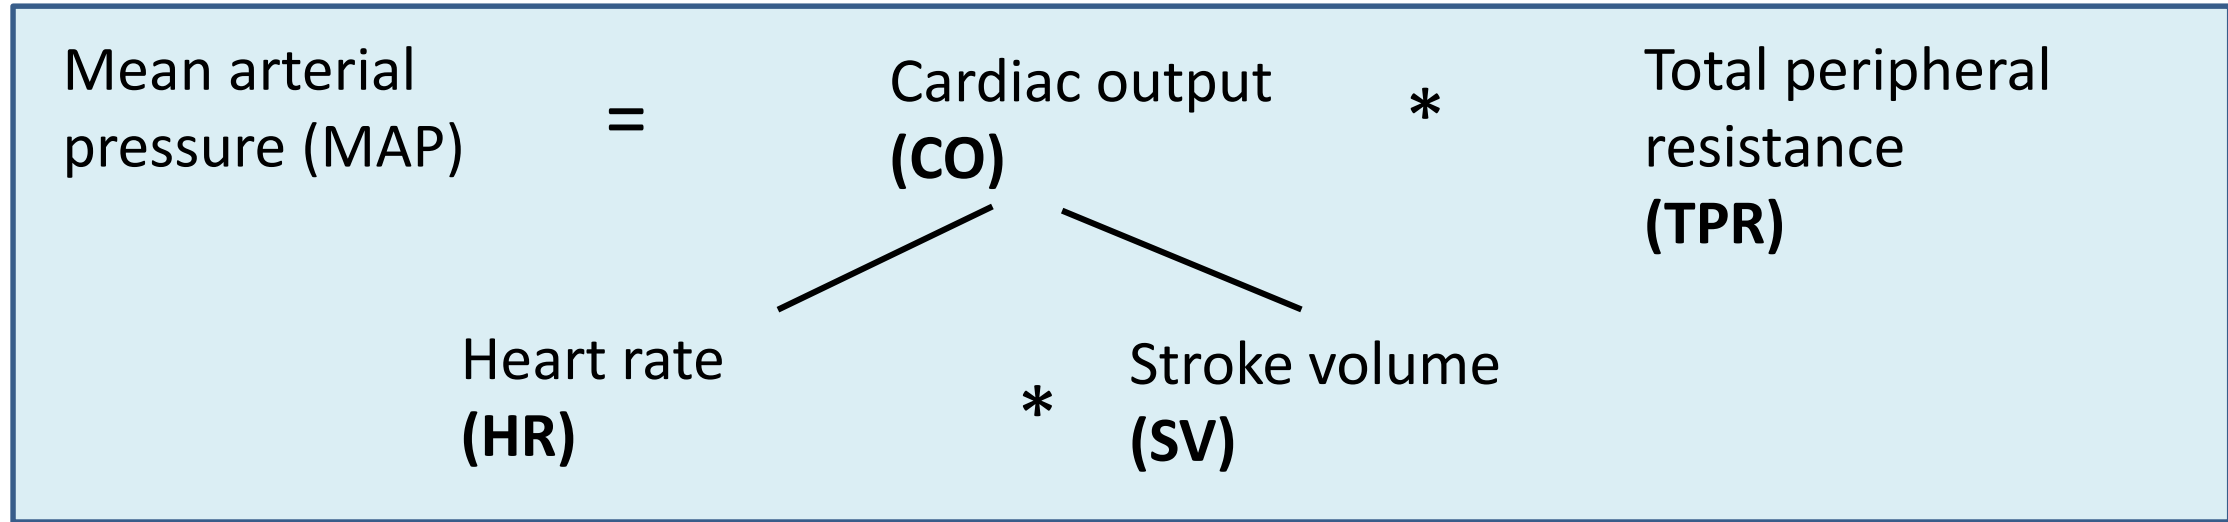 Mean arterial
pressure (MAP)
=
Cardiac output
(CO)
*
Total peripheral
resistance
(TPR)
Heart rate
(HR)
*
Stroke volume
(SV)